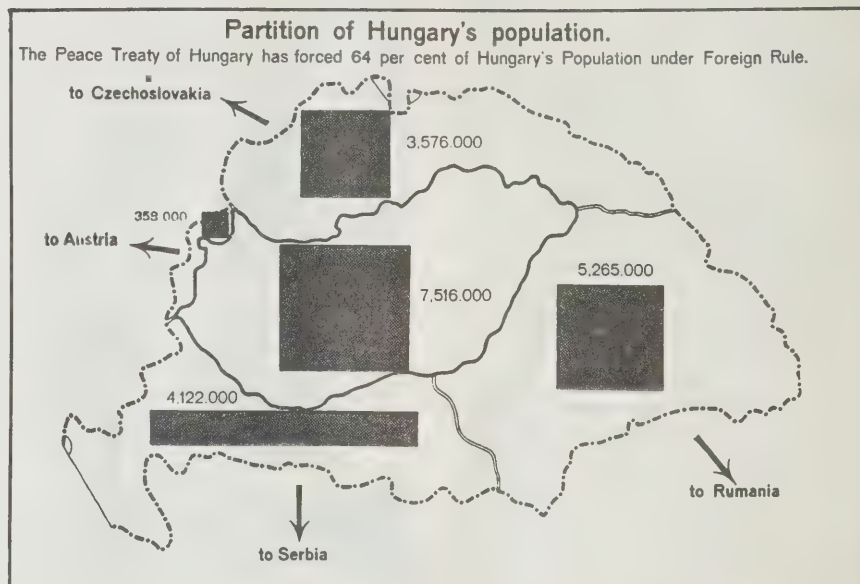 Partition of Hungary's population.
The Peace Treaty of Hungary has forced 64 per cent of Hungary's Population under Foreign Rule.
to Czechoslovakia
3,576.000
358.000
to Austria
5,265.000
7,516.000
4,122.000
to Rumania
to Serbia